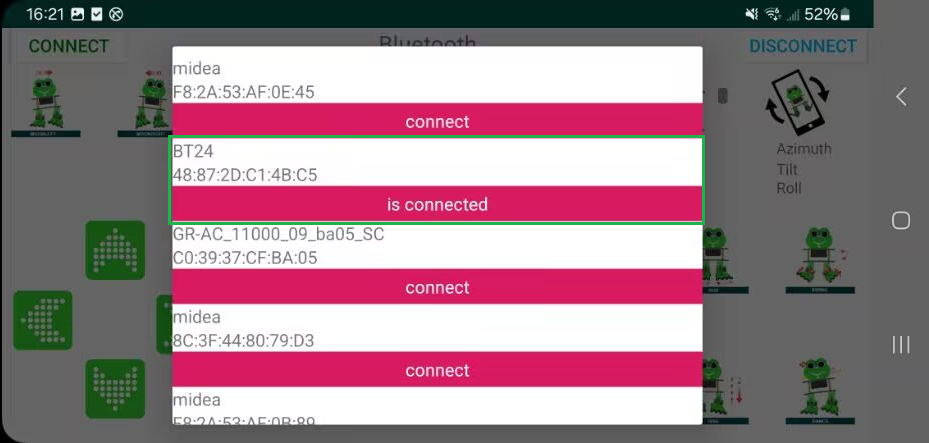 16:21
52%
CONNECT
Bluetooth
DISCONNECT
midea
F8:2A:53:AF:0E:45
connect
BT24
48:87:2D:C1:4B:C5
is connected
GR-AC_11000_09_ba05_SC
C0:39:37:CF:BA:05
connect
midea
8C:3F:44:80:79:D3
connect
midea
F8:2A:53:AF:0B:89
Azimuth
Tilt
Roll
DANCE